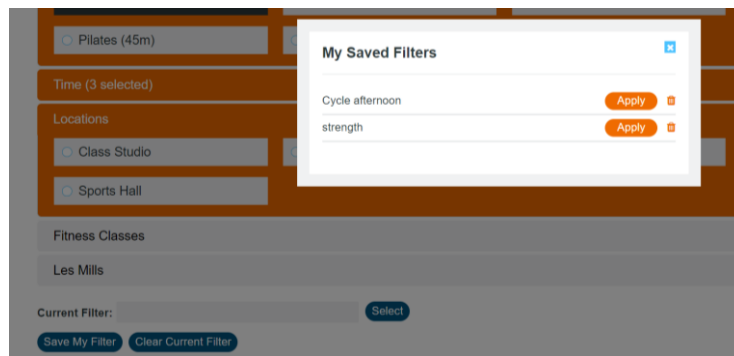 Pilates (45m)
My Saved Filters
Time (3 selected)
Cycle afternoon Apply
Locations
strength Apply
Class Studio
Sports Hall
Fitness Classes
Les Mills
Current Filter: Select
Save My Filter Clear Current Filter